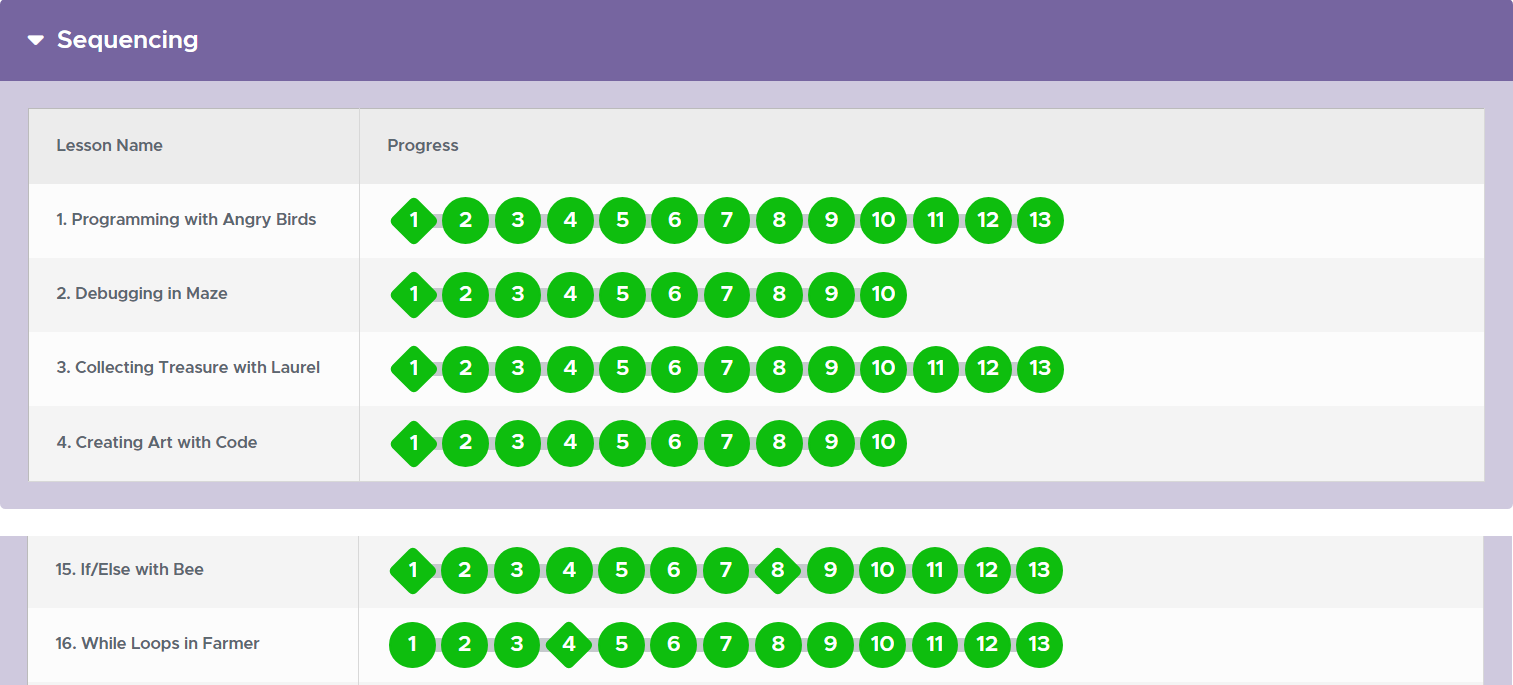 Sequencing
Lesson Name Progress
1. Programming with Angry Birds 1 2 3 4 5 6 7 8 9 10 11 12 13
2. Debugging in Maze 1 2 3 4 5 6 7 8 9 10
3. Collecting Treasure with Laurel 1 2 3 4 5 6 7 8 9 10 11 12 13
4. Creating Art with Code 1 2 3 4 5 6 7 8 9 10
15. If/Else with Bee 1 2 3 4 5 6 7 8 9 10 11 12 13
16. While Loops in Farmer 1 2 3 4 5 6 7 8 9 10 11 12 13